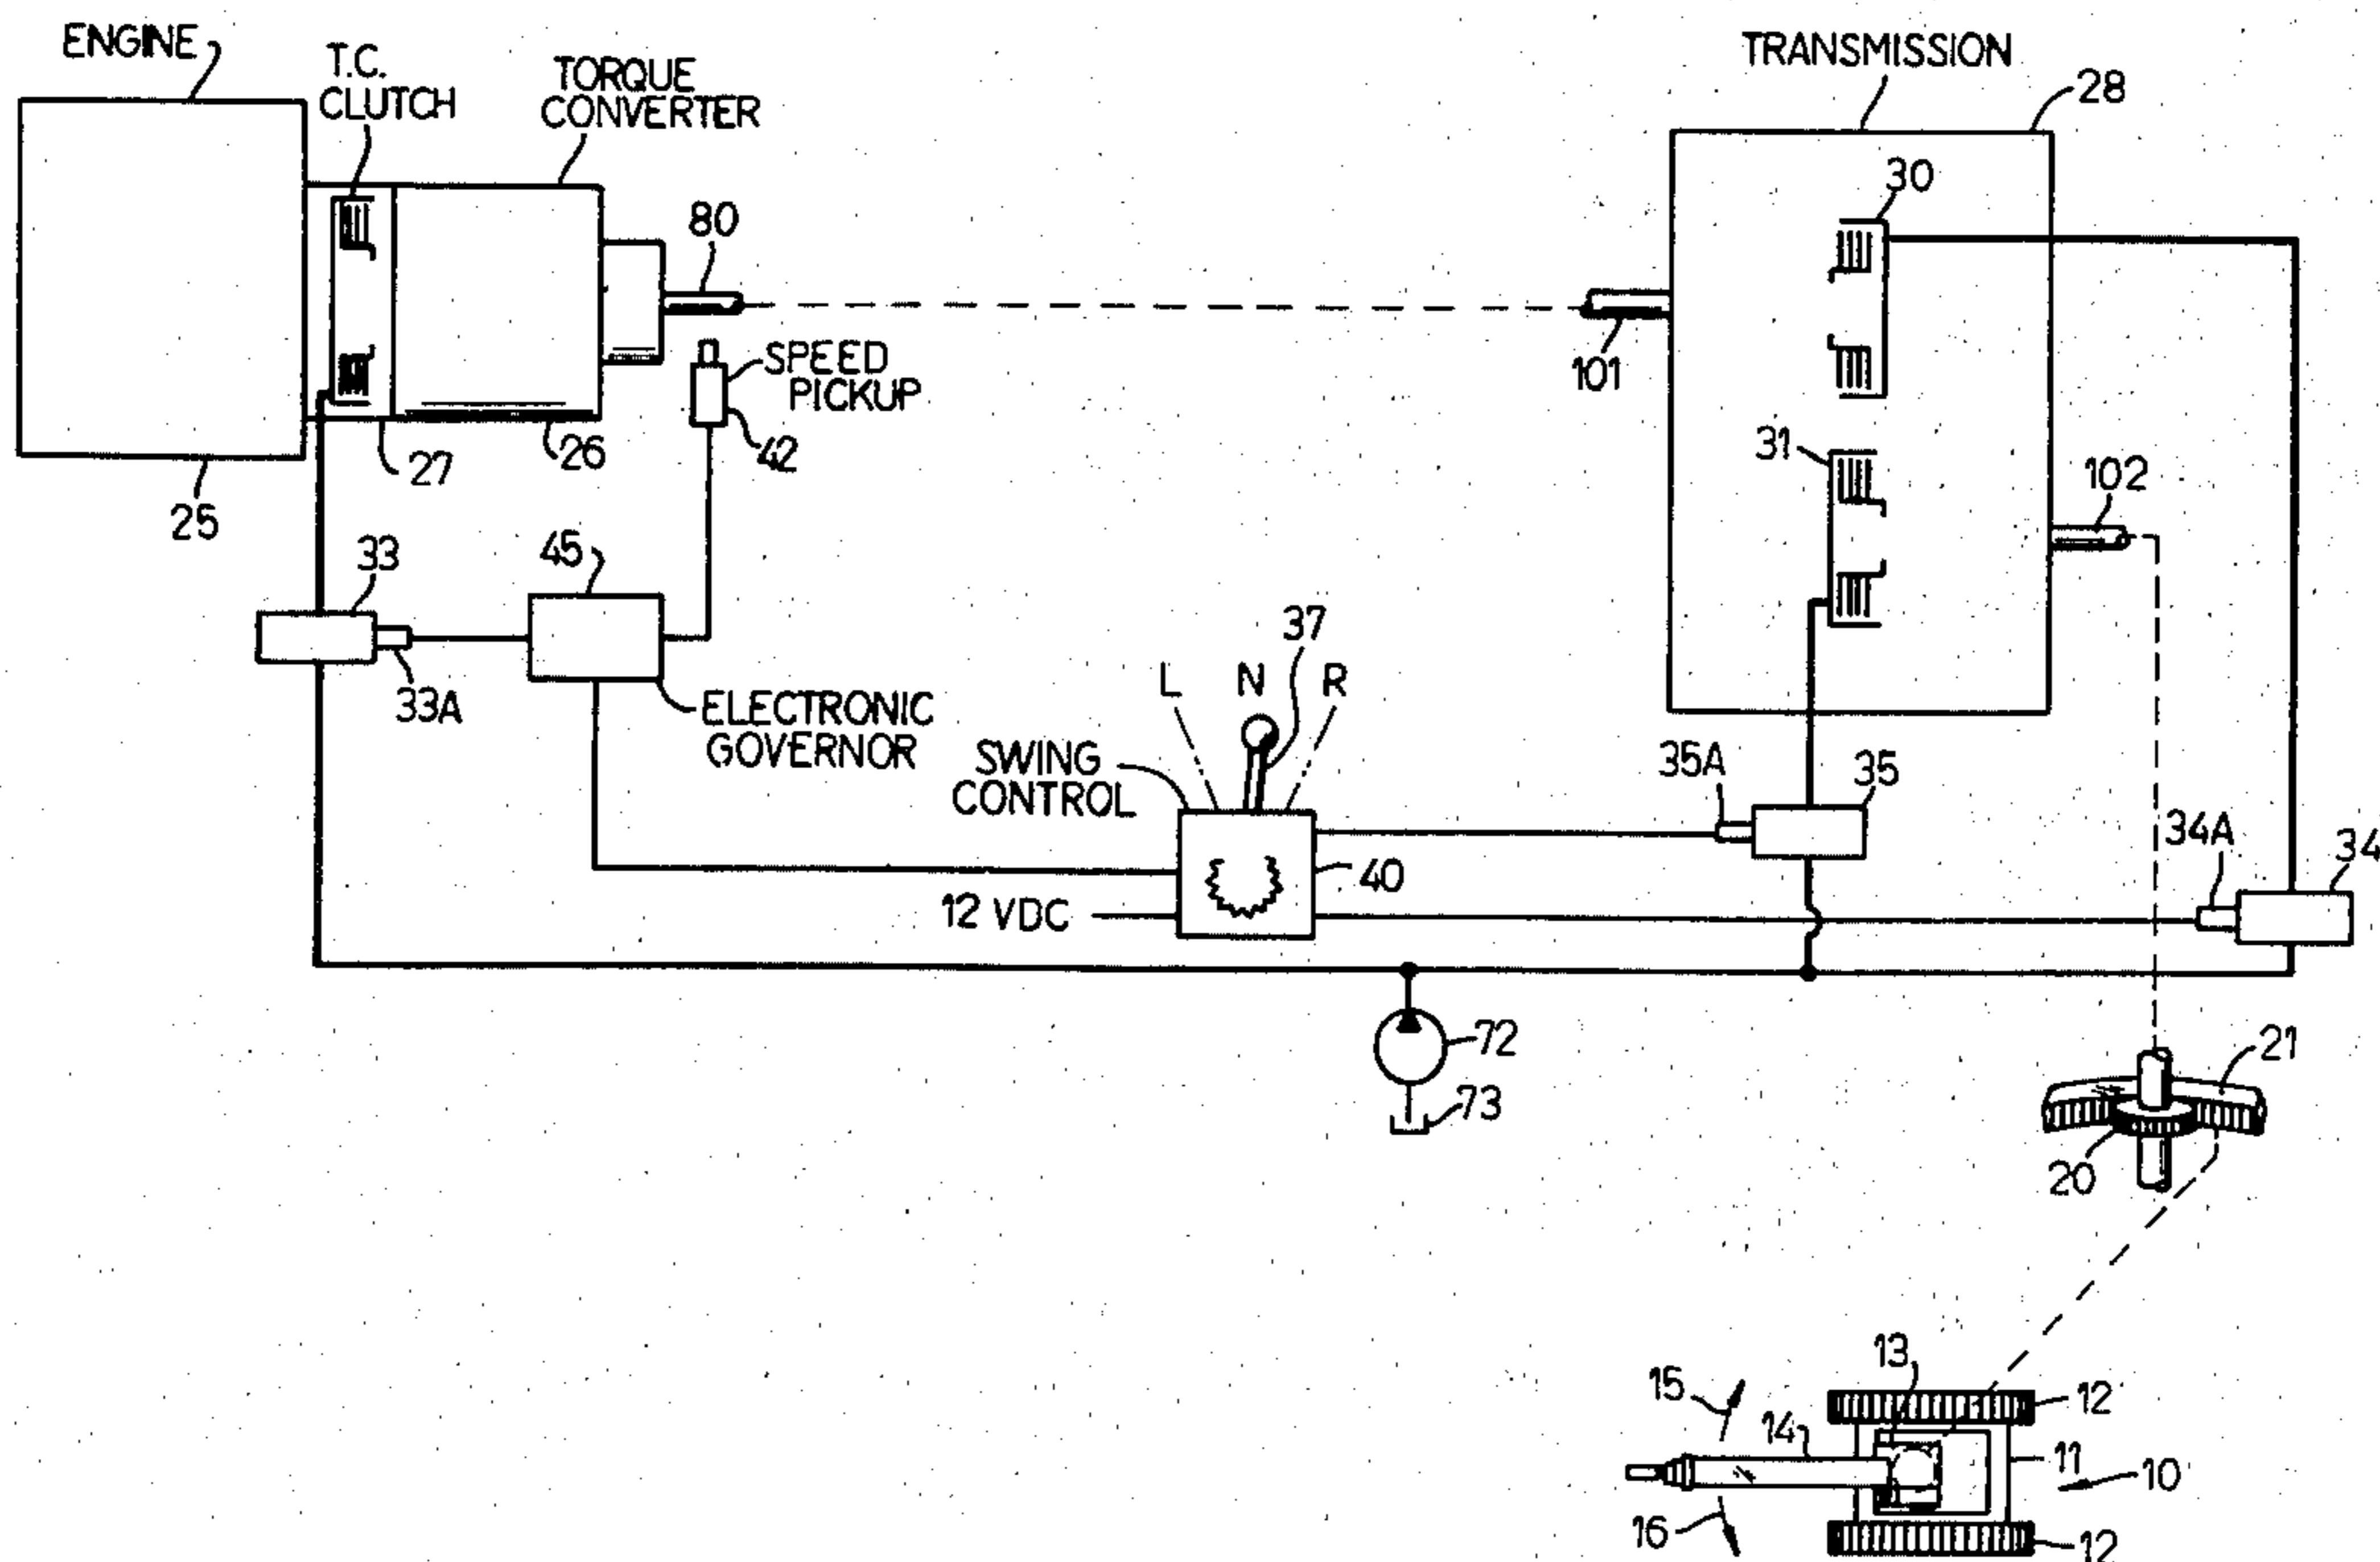 ENGINE
T.C.
CLUTCH
TORQUE
CONVERTER
TRANSMISSION
28
30
80
101
SPEED
PICKUP
42
31
27
26
102
25
33
45
37
33A
L N R
ELECTRONIC
GOVERNOR
SWING
CONTROL
35A
35
34A
34
40
12 VDC
72
73
21
20
13
15
12
14
11
10
16
12